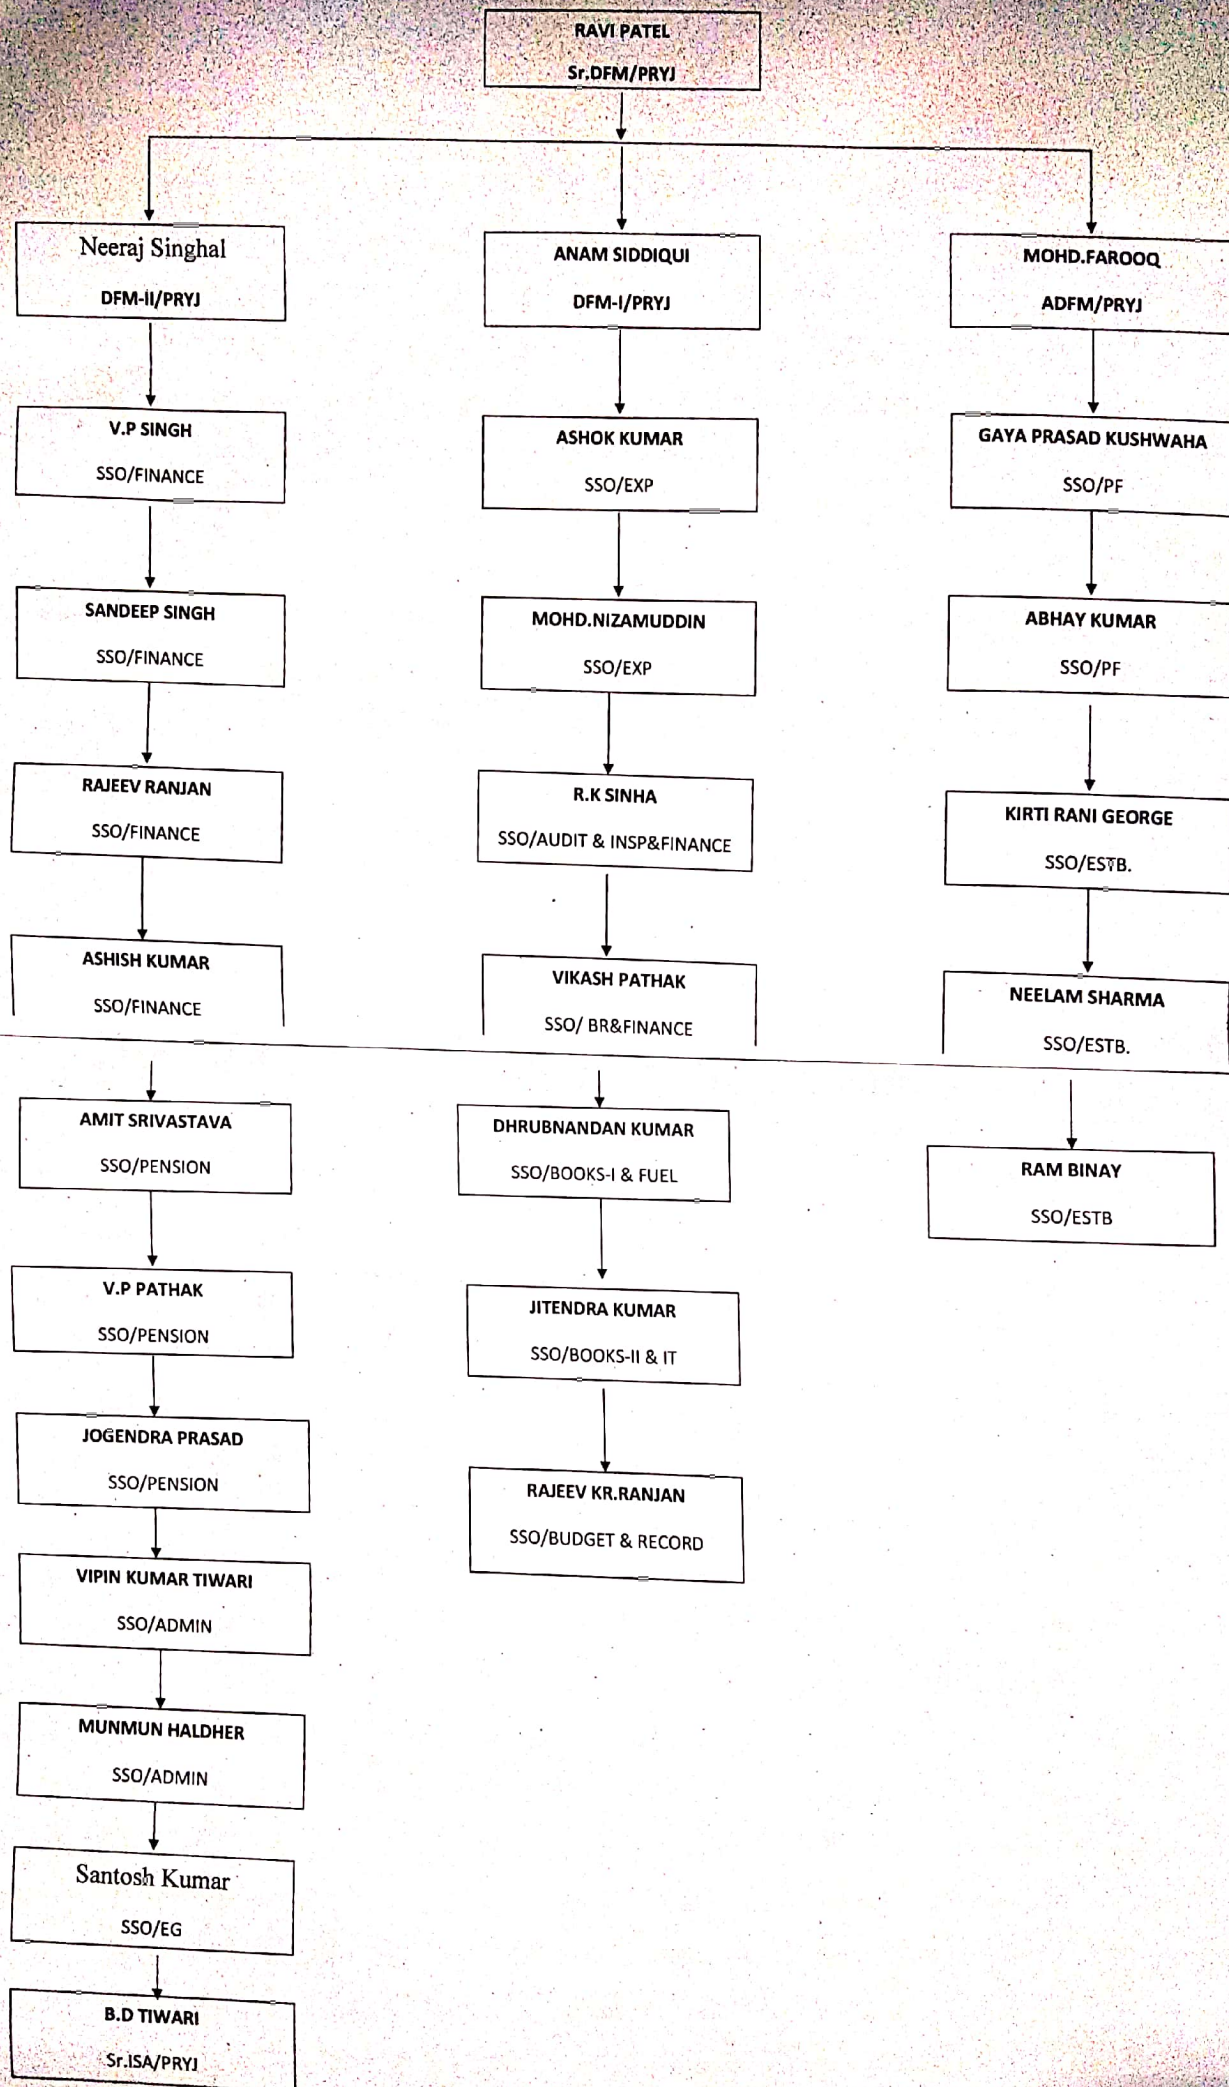 RAVI PATEL
Sr.DFM/PRYJ
Neeraj Singhal
DFM-II/PRYJ
V.P SINGH
SSO/FINANCE
SANDEEP SINGH
SSO/FINANCE
RAJEEV RANJAN
SSO/FINANCE
ASHISH KUMAR
SSO/FINANCE
AMIT SRIVASTAVA
SSO/PENSION
V.P PATHAK
SSO/PENSION
JOGENDRA PRASAD
SSO/PENSION
VIPIN KUMAR TIWARI
SSO/ADMIN
MUNMUN HALDHER
SSO/ADMIN
Santosh Kumar
SSO/EG
B.D TIWARI
Sr.ISA/PRYJ
ANAM SIDDIQUI
DFM-I/PRYJ
ASHOK KUMAR
SSO/EXP
MOHD.NIZAMUDDIN
SSO/EXP
R.K SINHA
SSO/AUDIT & INSP&FINANCE
VIKASH PATHAK
SSO/ BR&FINANCE
DHRUBNANDAN KUMAR
SSO/BOOKS-I & FUEL
JITENDRA KUMAR
SSO/BOOKS-II & IT
RAJEEV KR.RANJAN
SSO/BUDGET & RECORD
MOHD.FAROOQ
ADFM/PRYJ
GAYA PRASAD KUSHWAHA
SSO/PF
ABHAY KUMAR
SSO/PF
KIRTI RANI GEORGE
SSO/ESTB.
NEELAM SHARMA
SSO/ESTB.
RAM BINAY
SSO/ESTB